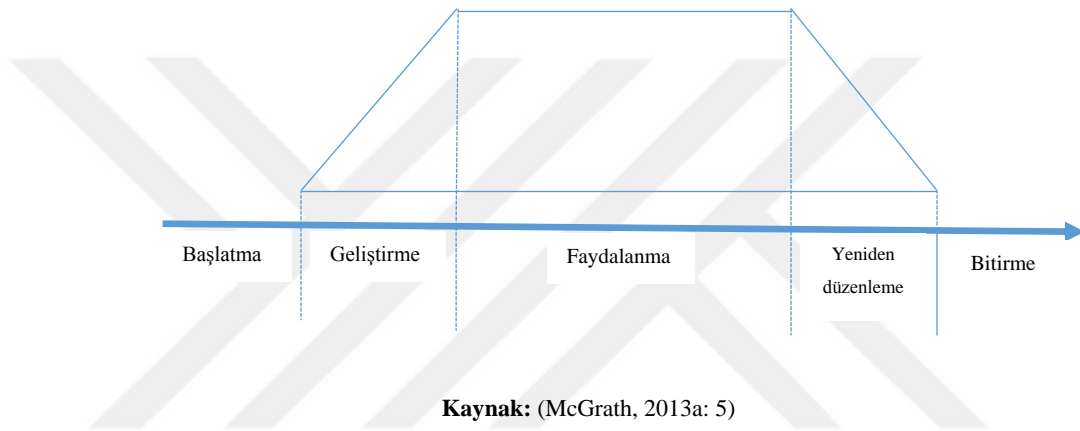 Başlatma
Geliştirme
Faydalanma
Yeniden
düzenleme
Bitirme
Kaynak: (McGrath, 2013a: 5)